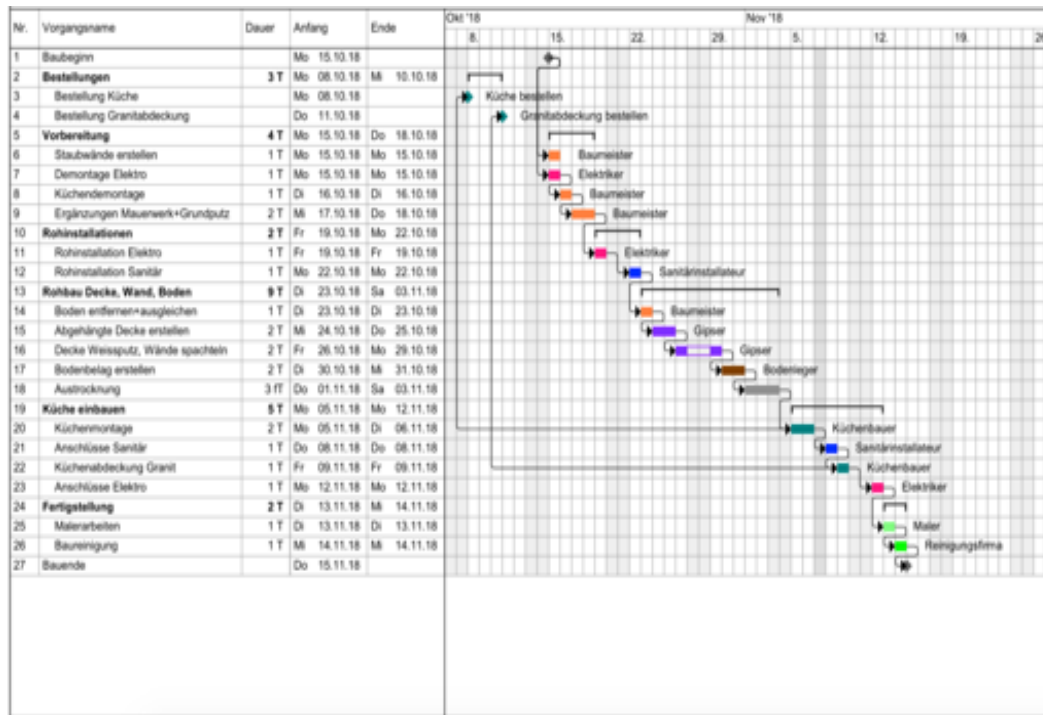 Okt '18 Nov '18
Nr. Vorgangsname Dauer Anfang Ende 8. 15. 22. 29. 5. 12. 19. 26
1 Baubeginn Mo 15.10.18
2 Bestellungen 3 T Mo 08.10.18 Mi 10.10.18
3 Bestellung Küche Mo 08.10.18 Küche bestellen
4 Bestellung Granitabdeckung Do 11.10.18 Granitabdeckung bestellen
5 Vorbereitung 4 T Mo 15.10.18 Do 18.10.18
6 Staubwände erstellen 1 T Mo 15.10.18 Mo 15.10.18 Baumeister
7 Demontage Elektro 1 T Mo 15.10.18 Mo 15.10.18 Elektriker
8 Küchendemontage 1 T Di 16.10.18 Di 16.10.18 Baumeister
9 Ergänzungen Mauerwerk+Grundputz 2 T Mi 17.10.18 Do 18.10.18 Baumeister
10 Rohinstallationen 2 T Fr 19.10.18 Mo 22.10.18
11 Rohinstallation Elektro 1 T Fr 19.10.18 Fr 19.10.18 Elektriker
12 Rohinstallation Sanitär 1 T Mo 22.10.18 Mo 22.10.18 Sanitärinstallateur
13 Rohbau Decke, Wand, Boden 9 T Di 23.10.18 Sa 03.11.18
14 Boden entfernen+ausgleichen 1 T Di 23.10.18 Di 23.10.18 Baumeister
15 Abgehängte Decke erstellen 2 T Mi 24.10.18 Do 25.10.18 Gipser
16 Decke Weissputz, Wände spachteln 2 T Fr 26.10.18 Mo 29.10.18 Gipser
17 Bodenbelag erstellen 2 T Di 30.10.18 Mi 31.10.18 Bodenleger
18 Austrocknung 3 fT Do 01.11.18 Sa 03.11.18
19 Küche einbauen 5 T Mo 05.11.18 Mo 12.11.18
20 Küchenmontage 2 T Mo 05.11.18 Di 06.11.18 Küchenbauer
21 Anschlüsse Sanitär 1 T Do 08.11.18 Do 08.11.18 Sanitärinstallateur
22 Küchenabdeckung Granit 1 T Fr 09.11.18 Fr 09.11.18 Küchenbauer
23 Anschlüsse Elektro 1 T Mo 12.11.18 Mo 12.11.18 Elektriker
24 Fertigstellung 2 T Di 13.11.18 Mi 14.11.18
25 Malerarbeiten 1 T Di 13.11.18 Di 13.11.18 Maler
26 Baureinigung 1 T Mi 14.11.18 Mi 14.11.18 Reinigungsfirma
27 Bauende Do 15.11.18